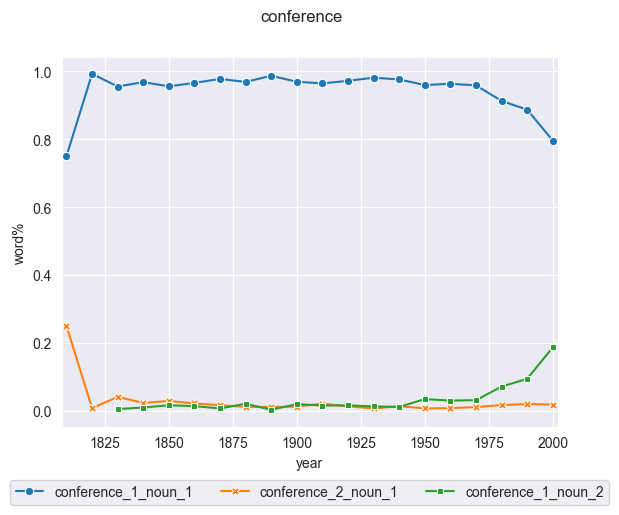 conference
1.0
0.8
0.6
0.4
0.2
0.0
word%
1825 1850 1875 1900 1925 1950 1975 2000
year
conference_1_noun_1 conference_2_noun_1 conference_1_noun_2